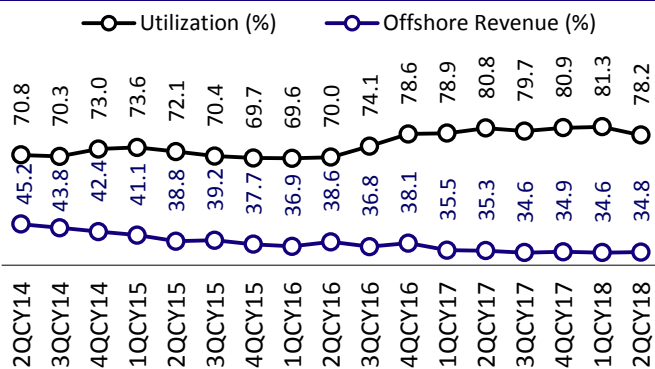 Utilization (%) Offshore Revenue (%)
70.8 70.3 73.0 73.6 72.1 70.4 69.7 69.6 70.0 74.1 78.6 78.9 80.8 79.7 80.9 81.3 78.2
45.2 43.8 42.4 41.1 38.8 39.2 37.7 36.9 38.6 36.8 38.1 35.5 35.3 34.6 34.9 34.6 34.8
2QCY14 3QCY14 4QCY14 1QCY15 2QCY15 3QCY15 4QCY15 1QCY16 2QCY16 3QCY16 4QCY16 1QCY17 2QCY17 3QCY17 4QCY17 1QCY18 2QCY18